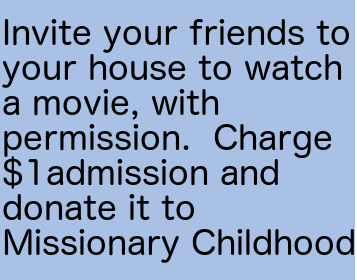 Invite your friends to
your house to watch
a movie, with
permission.  Charge
$1admission and
donate it to
Missionary Childhood